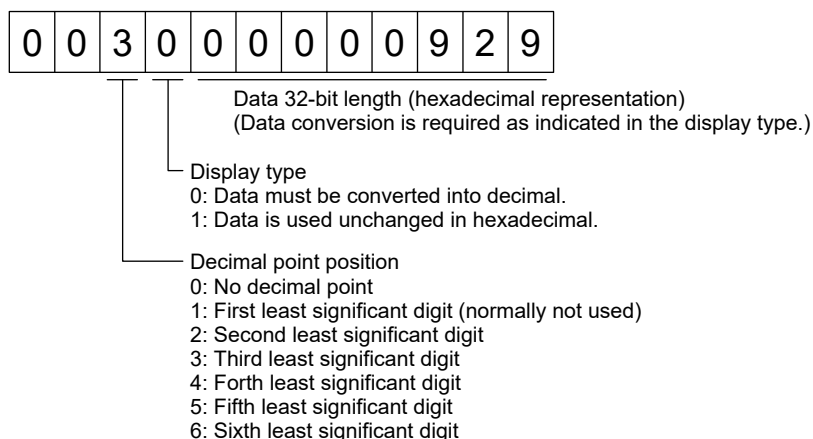 0 0 3 0 0 0 0 0 0 9 2 9
Data 32-bit length (hexadecimal representation)
(Data conversion is required as indicated in the display type.)
Display type
0: Data must be converted into decimal.
1: Data is used unchanged in hexadecimal.
Decimal point position
0: No decimal point
1: First least significant digit (normally not used)
2: Second least significant digit
3: Third least significant digit
4: Forth least significant digit
5: Fifth least significant digit
6: Sixth least significant digit